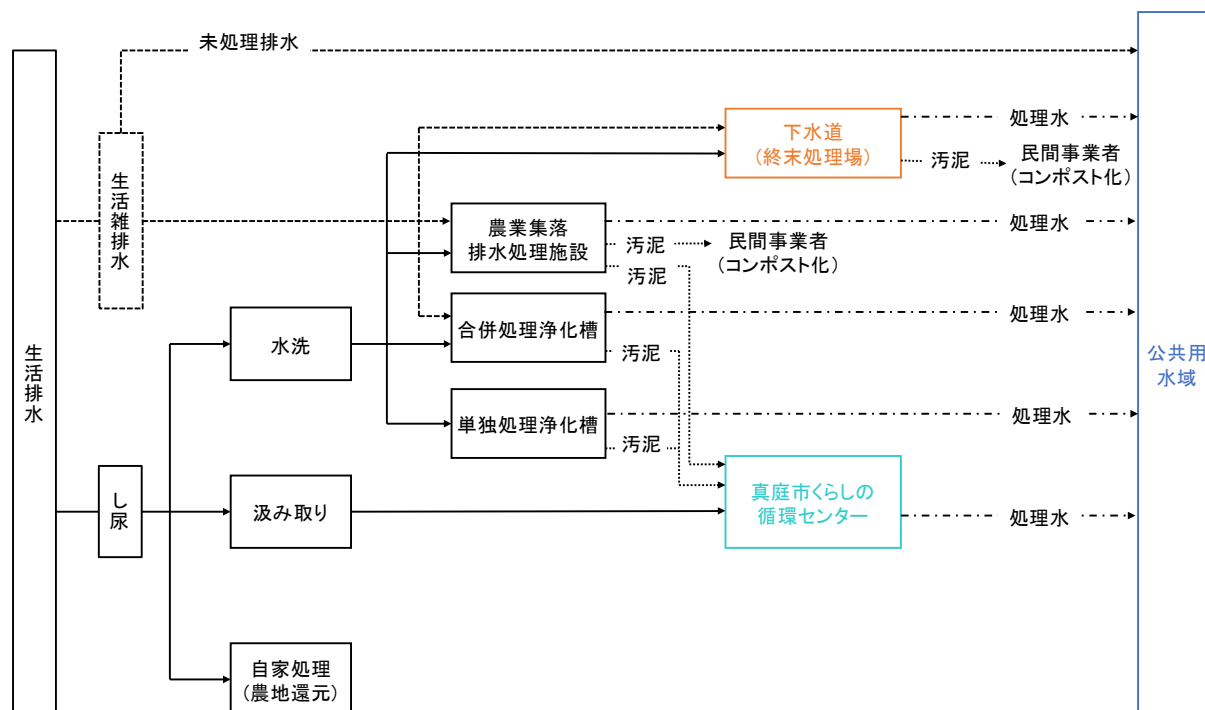 未処理排水
生活排水
生活雑排水
し尿
水洗
汲み取り
自家処理
(農地還元)
農業集落
排水処理施設
合併処理浄化槽
単独処理浄化槽
下水道
(終末処理場)
処理水
汚泥
民間事業者
(コンポスト化)
処理水
汚泥
民間事業者
(コンポスト化)
汚泥
処理水
汚泥
処理水
汚泥
真庭市くらしの
循環センター
処理水
公共用
水域